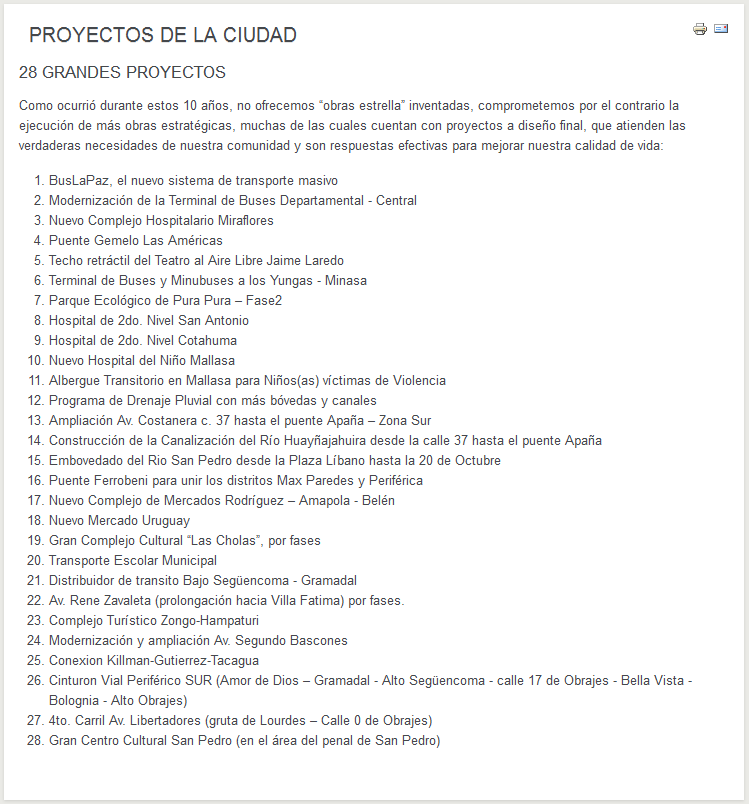 PROYECTOS DE LA CIUDAD
28 GRANDES PROYECTOS
Como ocurrió durante estos 10 años, no ofrecemos “obras estrella” inventadas, comprometemos por el contrario la
ejecución de más obras estratégicas, muchas de las cuales cuentan con proyectos a diseño final, que atienden las
verdaderas necesidades de nuestra comunidad y son respuestas efectivas para mejorar nuestra calidad de vida:
1. BusLaPaz, el nuevo sistema de transporte masivo
2. Modernización de la Terminal de Buses Departamental - Central
3. Nuevo Complejo Hospitalario Miraflores
4. Puente Gemelo Las Américas
5. Techo retráctil del Teatro al Aire Libre Jaime Laredo
6. Terminal de Buses y Minubuses a los Yungas - Minasa
7. Parque Ecológico de Pura Pura – Fase2
8. Hospital de 2do. Nivel San Antonio
9. Hospital de 2do. Nivel Cotahuma
10. Nuevo Hospital del Niño Mallasa
11. Albergue Transitorio en Mallasa para Niños(as) víctimas de Violencia
12. Programa de Drenaje Pluvial con más bóvedas y canales
13. Ampliación Av. Costanera c. 37 hasta el puente Apaña – Zona Sur
14. Construcción de la Canalización del Río Huayñajahuira desde la calle 37 hasta el puente Apaña
15. Embovedado del Rio San Pedro desde la Plaza Líbano hasta la 20 de Octubre
16. Puente Ferrobeni para unir los distritos Max Paredes y Periférica
17. Nuevo Complejo de Mercados Rodríguez – Amapola - Belén
18. Nuevo Mercado Uruguay
19. Gran Complejo Cultural “Las Cholas”, por fases
20. Transporte Escolar Municipal
21. Distribuidor de transito Bajo Següencoma - Gramadal
22. Av. Rene Zavaleta (prolongación hacia Villa Fatima) por fases.
23. Complejo Turístico Zongo-Hampaturi
24. Modernización y ampliación Av. Segundo Bascones
25. Conexion Killman-Gutierrez-Tacagua
26. Cinturon Vial Periférico SUR (Amor de Dios – Gramadal - Alto Següencoma - calle 17 de Obrajes - Bella Vista -
Bolognia - Alto Obrajes)
27. 4to. Carril Av. Libertadores (gruta de Lourdes – Calle 0 de Obrajes)
28. Gran Centro Cultural San Pedro (en el área del penal de San Pedro)